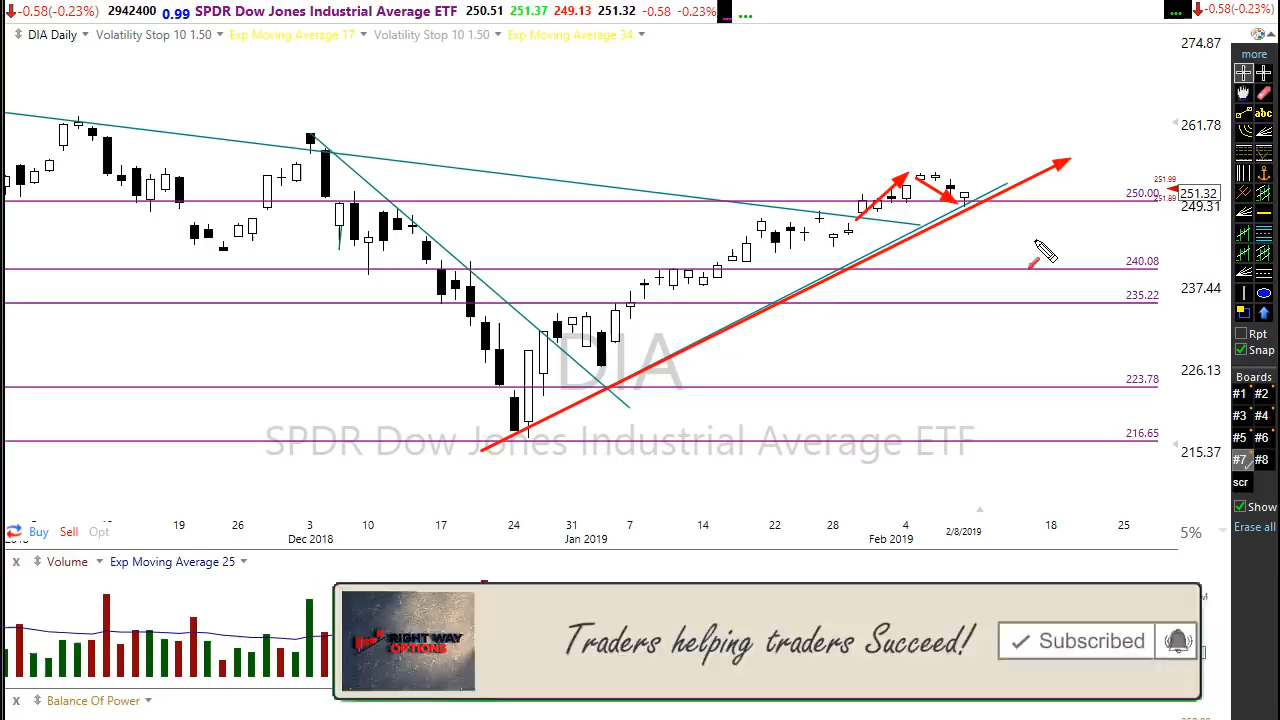 -0.58(-0.23%) 2942400 0.99 SPDR Dow Jones Industrial Average ETF 250.51 251.37 249.13 251.32 -0.58 -0.23% ... ... -0.58(-0.23%)
DIA Daily Volatility Stop 10 1.50 Exp Moving Average 17 Volatility Stop 10 1.50 Exp Moving Average 34
274.87
more
abc
261.78
251.99
250.00 251.32
251.89
249.31
240.08
237.44
235.22
Rpt
Snap
DIA
226.13
223.78
Boards
#1 #2
#3 #4
#5 #6
#7 #8
scr
216.65
SPDR Dow Jones Industrial Average ETF
215.37
Show
Erase all
19 26 3 10 17 24 31 7 14 22 28 4 2/8/2019 18 25
Dec 2018 Jan 2019 Feb 2019
Buy Sell Opt
5%
x Volume Exp Moving Average 25
RIGHT WAY
OPTIONS
Traders helping traders Succeed!
Subscribed
x Balance Of Power